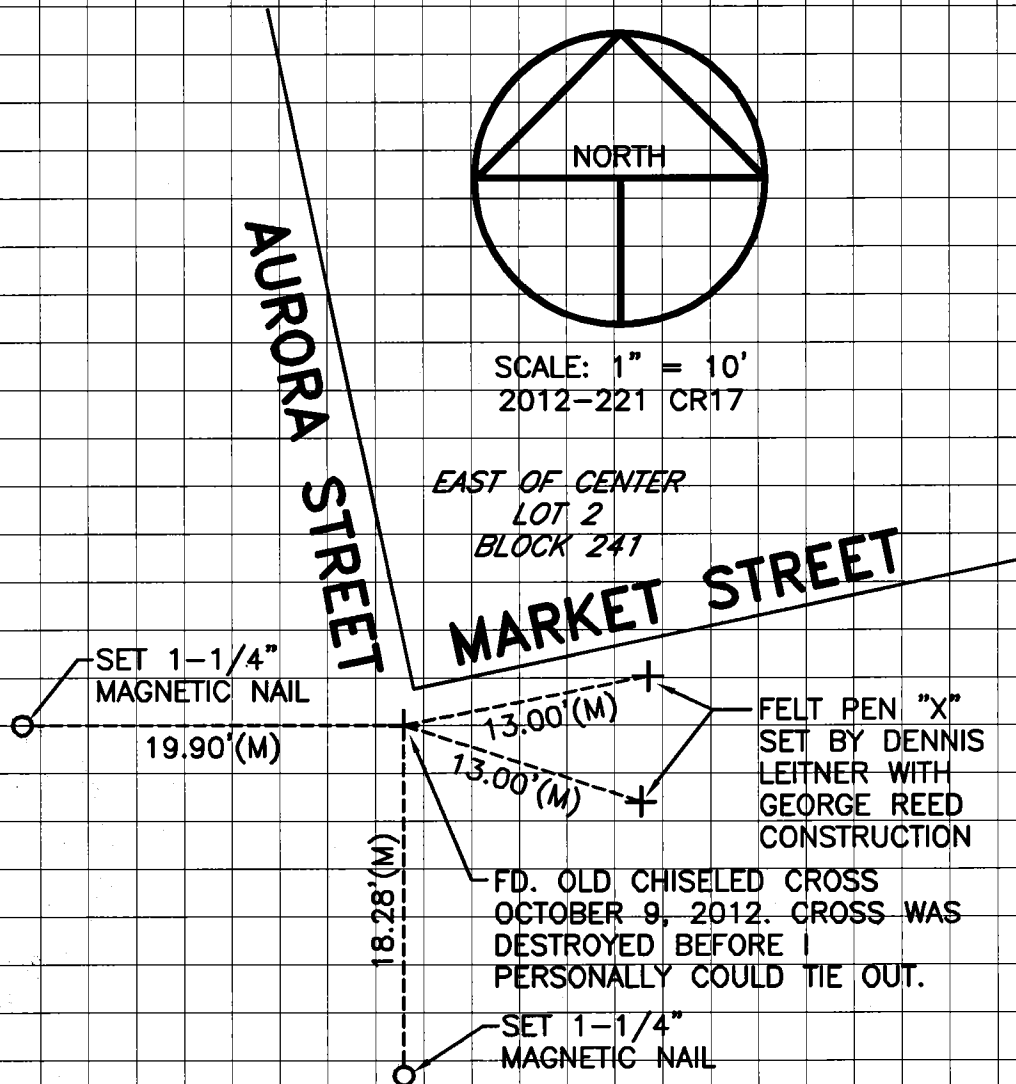 NORTH
SCALE: 1" = 10'
2012-221 CR17
AURORA STREET
EAST OF CENTER
LOT 2
BLOCK 241
MARKET STREET
SET 1-1/4"
MAGNETIC NAIL
19.90'(M)
13.00'(M)
13.00'(M)
FELT PEN "X"
SET BY DENNIS
LEITNER WITH
GEORGE REED
CONSTRUCTION
18.28'(M)
FD. OLD CHISELED CROSS
OCTOBER 9, 2012. CROSS WAS
DESTROYED BEFORE I
PERSONALLY COULD TIE OUT.
SET 1-1/4"
MAGNETIC NAIL